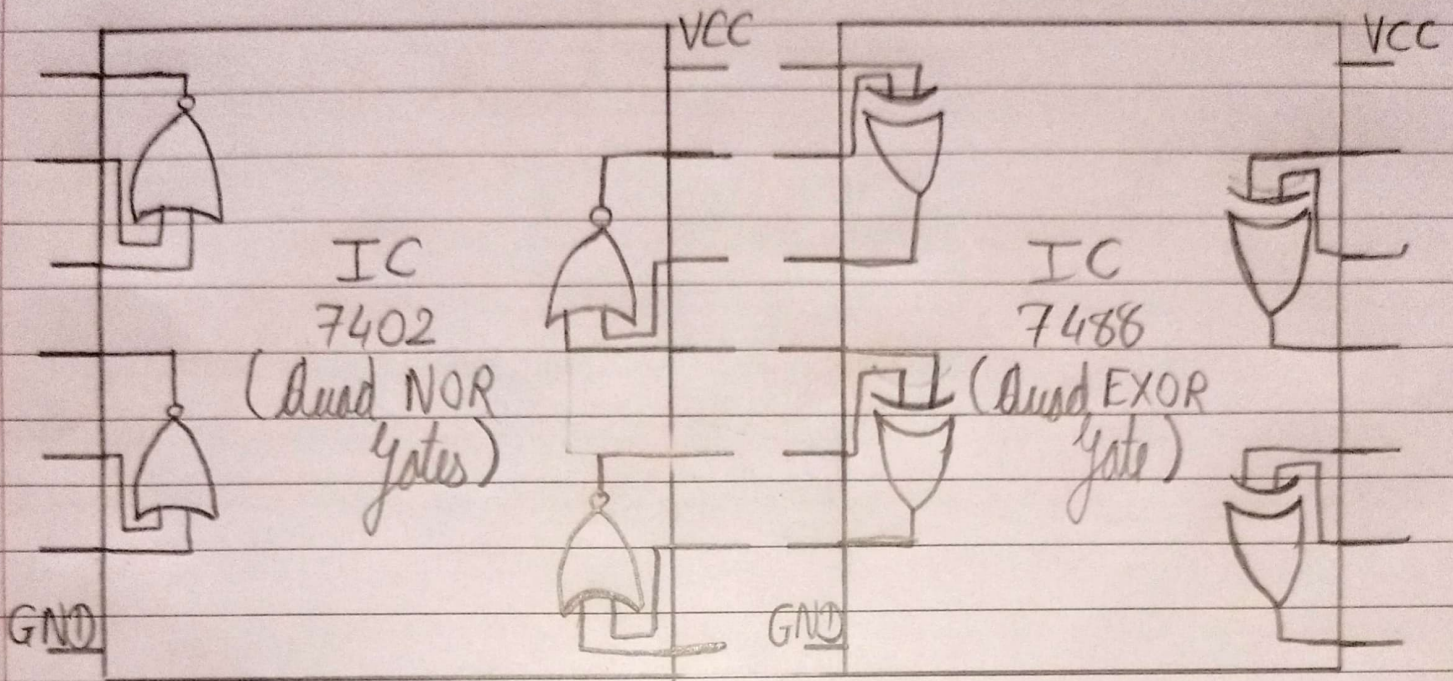 VCC
IC
7402
(Quad NOR
gates)
GND
VCC
IC
7486
(Quad EXOR
gate)
GND